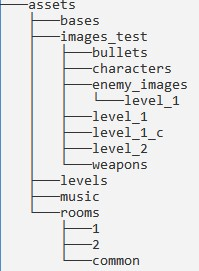 assets
bases
images_test
bullets
characters
enemy_images
level_1
level_1
level_1_c
level_2
weapons
levels
music
rooms
1
2
common